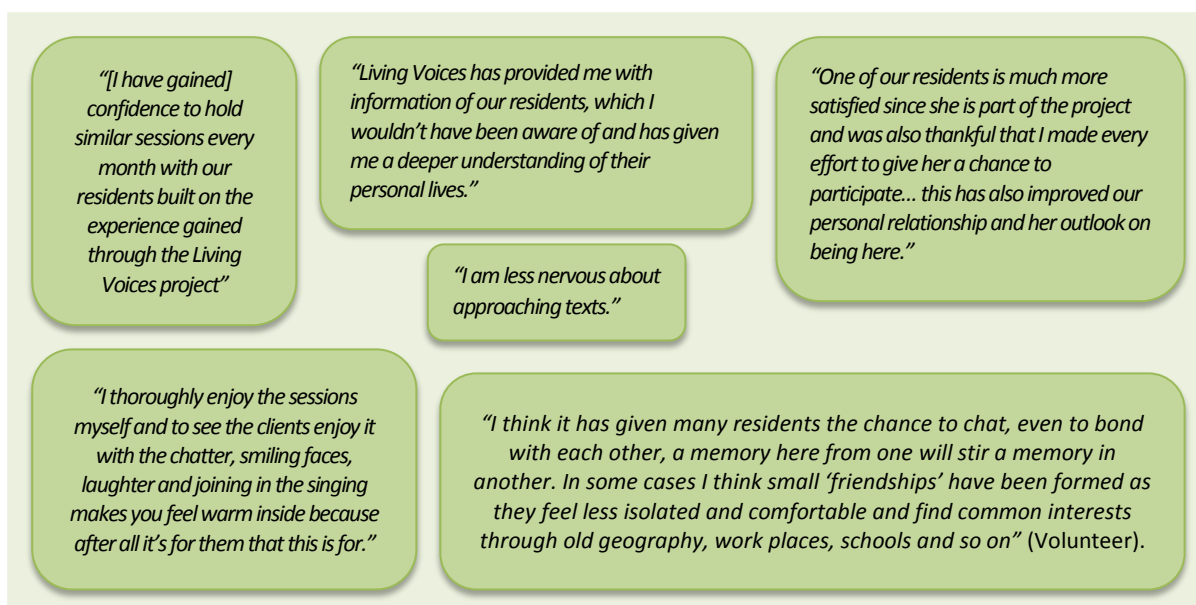 “[I have gained]
confidence to hold
similar sessions every
month with our
residents built on the
experience gained
through the Living
Voices project”
“Living Voices has provided me with
information of our residents, which I
wouldn’t have been aware of and has given
me a deeper understanding of their
personal lives.”
“One of our residents is much more
satisfied since she is part of the project
and was also thankful that I made every
effort to give her a chance to
participate… this has also improved our
personal relationship and her outlook on
being here.”
“I am less nervous about
approaching texts.”
“I thoroughly enjoy the sessions
myself and to see the clients enjoy it
with the chatter, smiling faces,
laughter and joining in the singing
makes you feel warm inside because
after all it’s for them that this is for.”
“I think it has given many residents the chance to chat, even to bond
with each other, a memory here from one will stir a memory in
another. In some cases I think small ‘friendships’ have been formed as
they feel less isolated and comfortable and find common interests
through old geography, work places, schools and so on” (Volunteer).